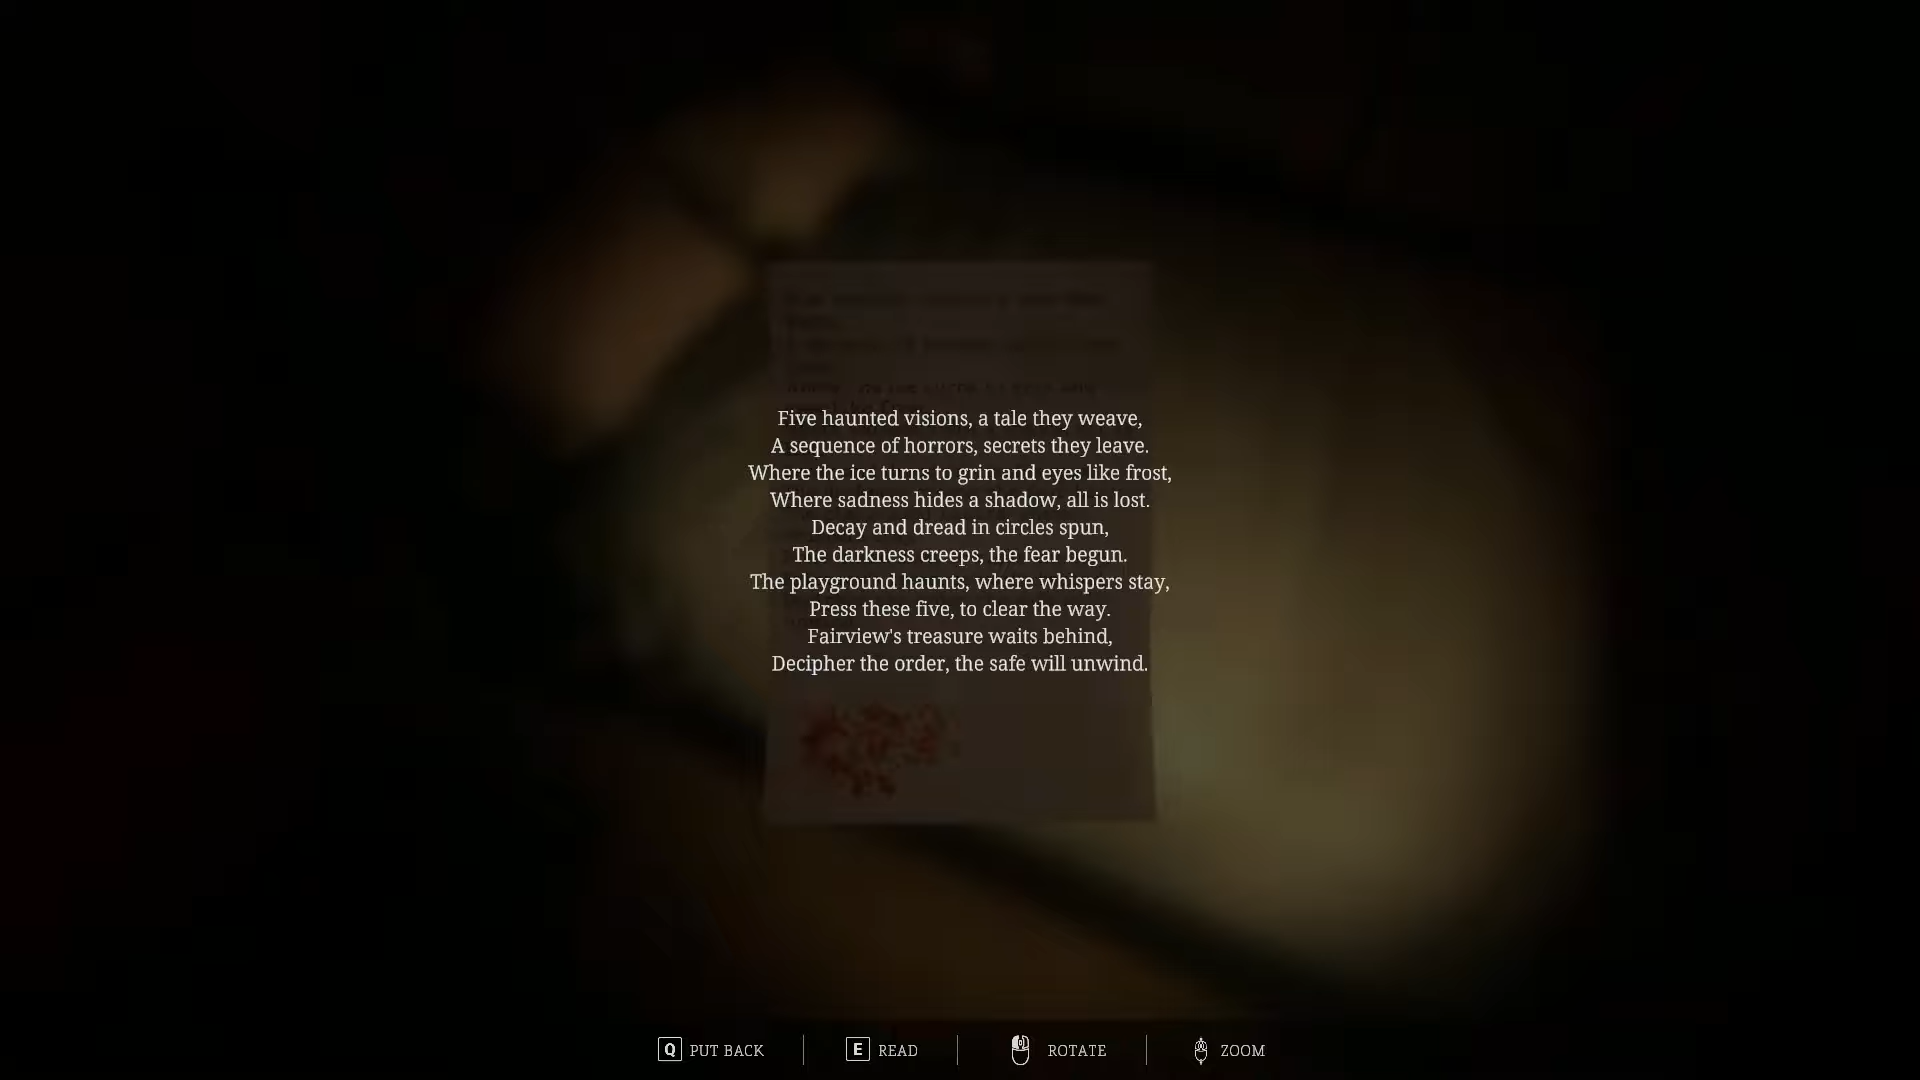 Five haunted visions, a tale they weave,
A sequence of horrors, secrets they leave.
Where the ice turns to grin and eyes like frost,
Where sadness hides a shadow, all is lost.
Decay and dread in circles spun,
The darkness creeps, the fear begun.
The playground haunts, where whispers stay,
Press these five, to clear the way.
Fairview's treasure waits behind,
Decipher the order, the safe will unwind.
Q PUT BACK E READ ROTATE ZOOM